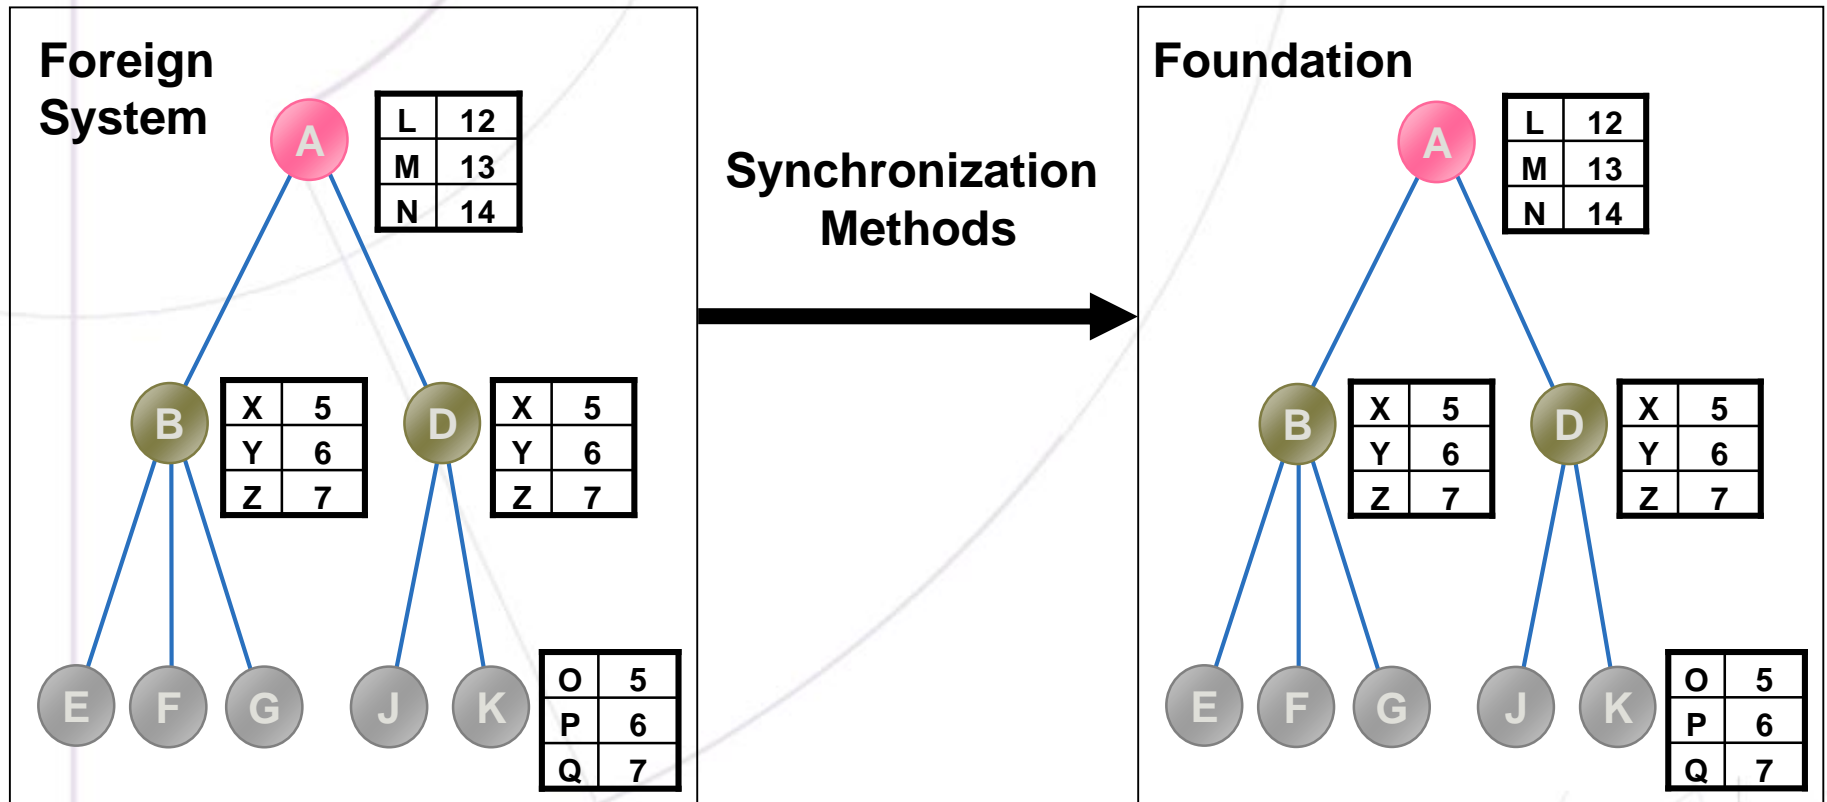 Foreign
System
A
L 12
M 13
N 14
B
X 5
Y 6
Z 7
D
X 5
Y 6
Z 7
E F G J K
O 5
P 6
Q 7
Synchronization
Methods
Foundation
A
L 12
M 13
N 14
B
X 5
Y 6
Z 7
D
X 5
Y 6
Z 7
E F G J K
O 5
P 6
Q 7